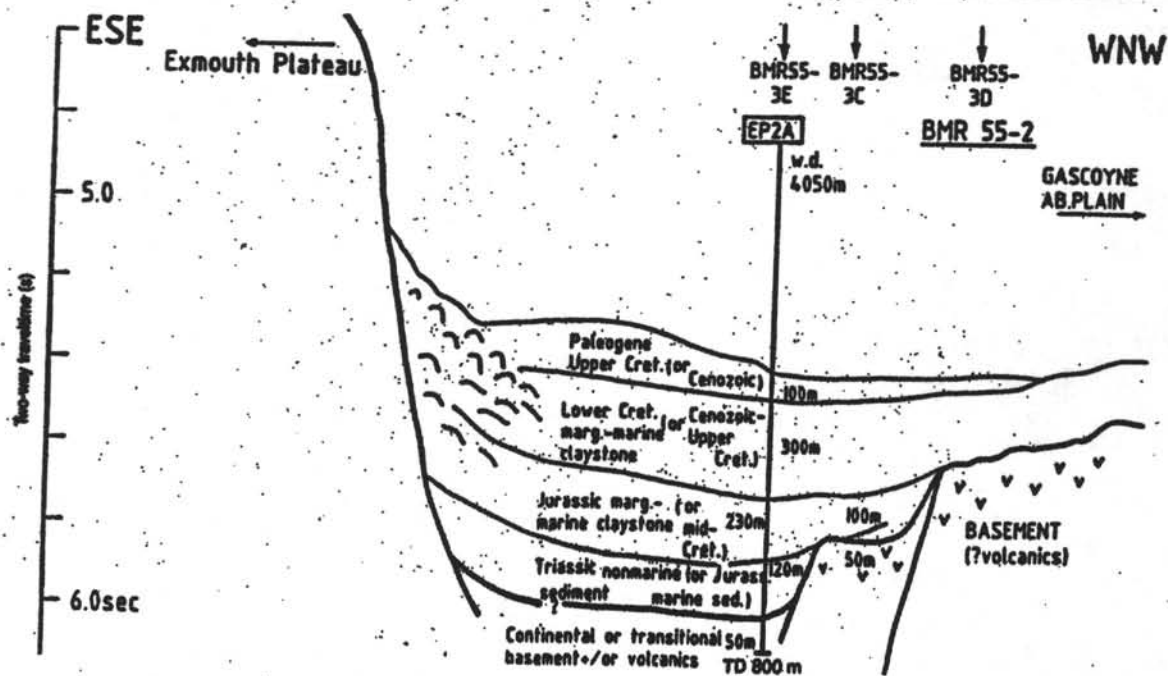 ESE
WNW
Exmouth Plateau
BMR55-
3E
BMR55-
3C
BMR55-
3D
EP2A
BMR 55-2
w.d.
4050m
GASCOYNE
AB.PLAIN
5.0
Two-way traveltime (s)
Paleogene
Upper Cret. (or Cenozoic)
100m
Lower Cret. (or Cenozoic-
marg.-marine Upper
claystone Cret.)
300m
Jurassic marg.- (or
marine claystone mid-
Cret.)
230m
100m
BASEMENT
(?volcanics)
Triassic nonmarine (or Jurass
sediment marine sed.)
?
120m
50m
6.0sec
Continental or transitional
basement+/or volcanics
50m
TD 800m